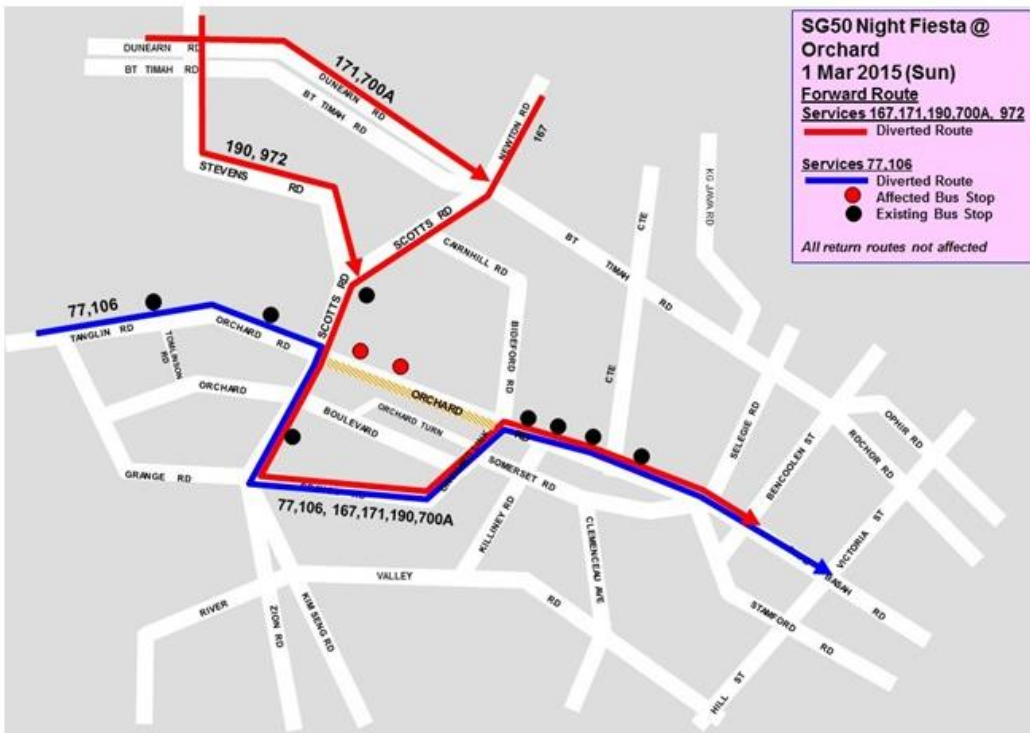 SG50 Night Fiesta @
Orchard
1 Mar 2015 (Sun)
Forward Route
Services 167,171,190,700A, 972
Diverted Route
Services 77,106
Diverted Route
Affected Bus Stop
Existing Bus Stop
All return routes not affected
DUNEARN RD
BT TIMAH RD
171,700A
DUNEARN RD
BT TIMAH RD
NEWTON RD
167
190, 972
STEVENS RD
SCOTTS RD
CAIRNHILL RD
SCOTTS RD
KG JAVA RD
CTE
BT TIMAH RD
77,106
TANGLIN RD
TOMLINSON RD
ORCHARD RD
BIDEFORD RD
CTE
ORCHARD
ORCHARD BOULEVARD
ORCHARD TURN
RD
SOMERSET RD
SELEGIE RD
BENCOOLEN ST
OPHIR RD
ROCHOR RD
GRANGE RD
77,106, 167,171,190,700A
KILLINEY RD
CLEMENCEAU AVE
VICTORIA ST
BASAH RD
STAMFORD RD
HILL ST
RIVER VALLEY RD
ZION RD
KIM SENG RD